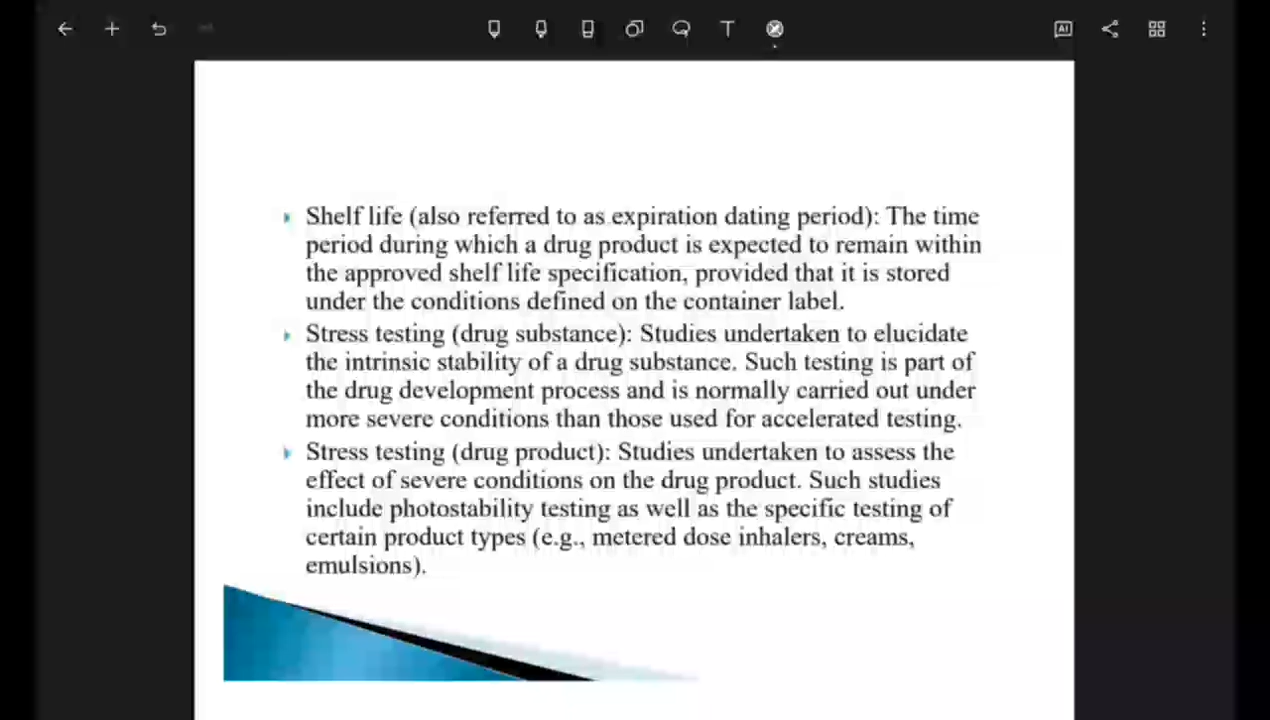 AI
Shelf life (also referred to as expiration dating period): The time
period during which a drug product is expected to remain within
the approved shelf life specification, provided that it is stored
under the conditions defined on the container label.
Stress testing (drug substance): Studies undertaken to elucidate
the intrinsic stability of a drug substance. Such testing is part of
the drug development process and is normally carried out under
more severe conditions than those used for accelerated testing.
Stress testing (drug product): Studies undertaken to assess the
effect of severe conditions on the drug product. Such studies
include photostability testing as well as the specific testing of
certain product types (e.g., metered dose inhalers, creams,
emulsions).